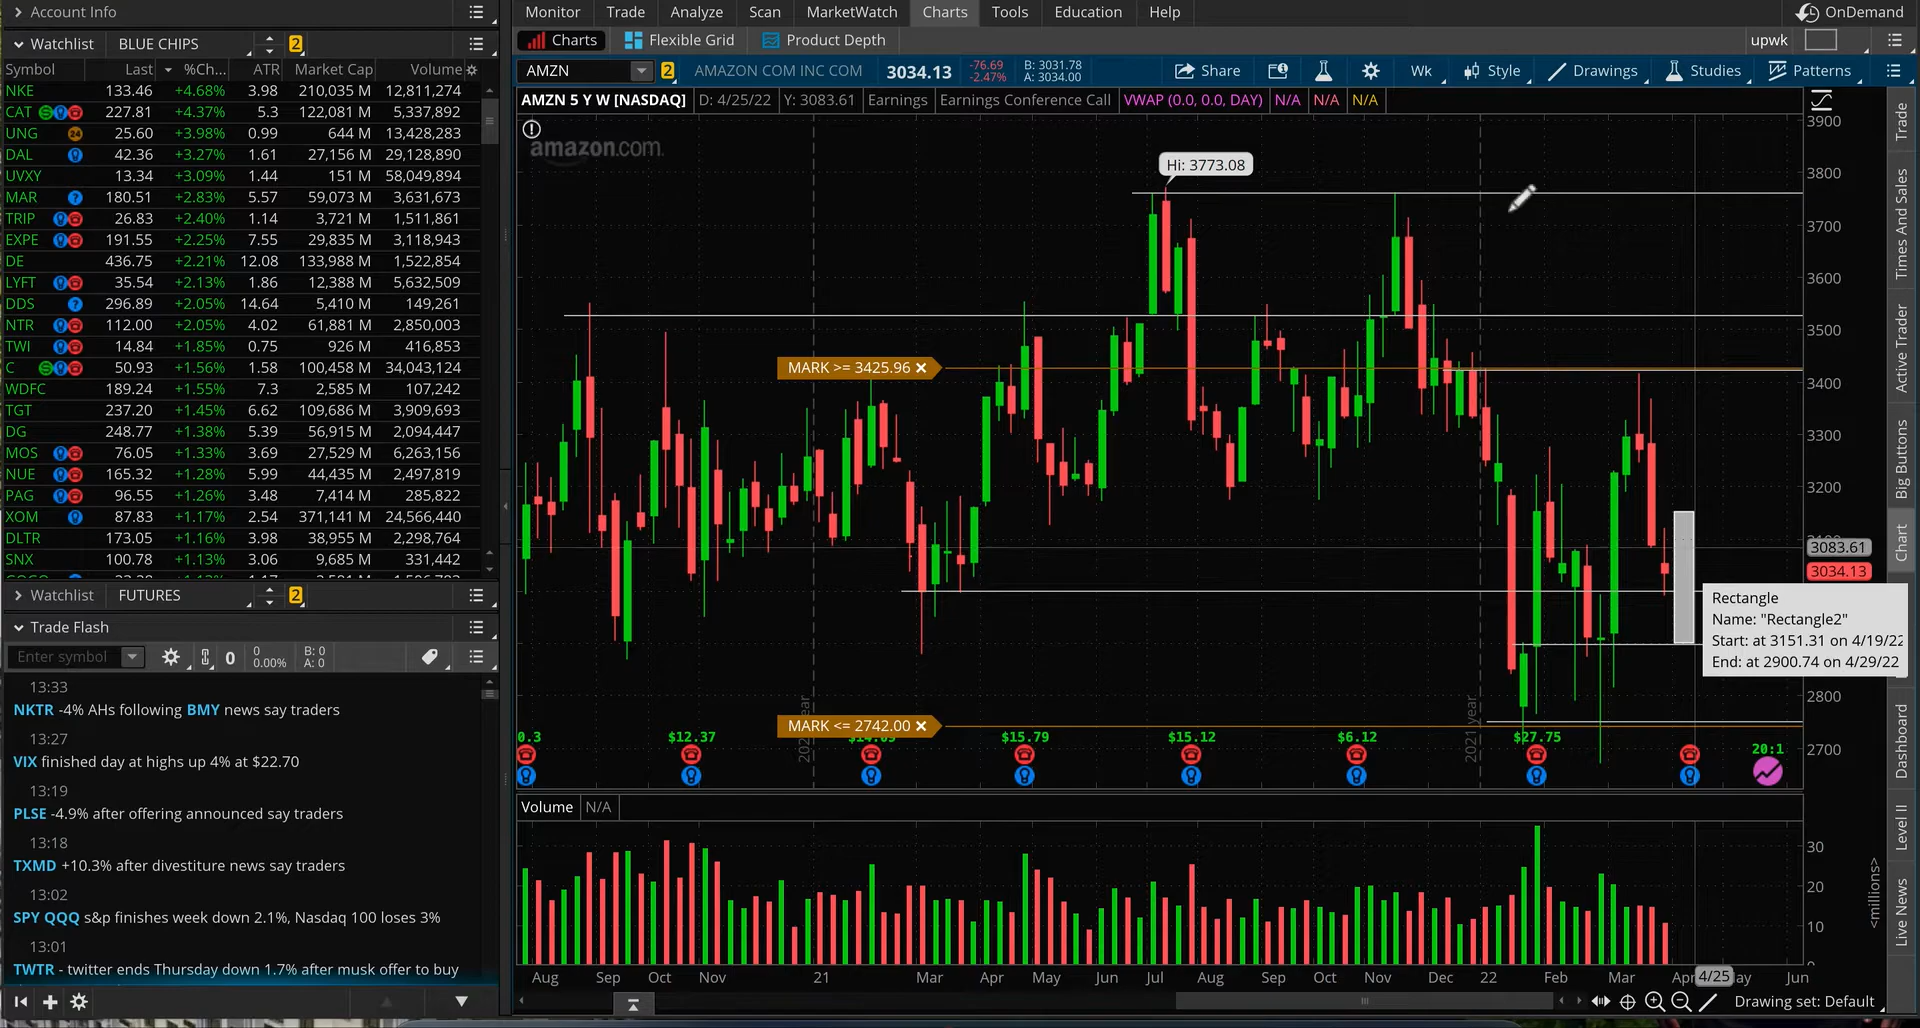 Account Info
Watchlist BLUE CHIPS 2
Symbol Last %Ch... ATR Market Cap Volume
NKE 133.46 +4.68% 3.98 210,035 M 12,811,274
CAT 227.81 +4.37% 5.3 122,081 M 5,337,892
UNG 24 25.60 +3.98% 0.99 644 M 13,428,283
DAL 42.36 +3.27% 1.61 27,156 M 29,128,890
UVXY 13.34 +3.09% 1.44 151 M 58,049,894
MAR 180.51 +2.83% 5.57 59,073 M 3,631,673
TRIP 26.83 +2.40% 1.14 3,721 M 1,511,861
EXPE 191.55 +2.25% 7.55 29,835 M 3,118,943
DE 436.75 +2.21% 12.08 133,988 M 1,522,854
LYFT 35.54 +2.13% 1.86 12,388 M 5,632,509
DDS 296.89 +2.05% 14.64 5,410 M 149,261
NTR 112.00 +2.05% 4.02 61,881 M 2,850,003
TWI 14.84 +1.85% 0.75 926 M 416,853
C 50.93 +1.56% 1.58 100,458 M 34,043,124
WDFC 189.24 +1.55% 7.3 2,585 M 107,242
TGT 237.20 +1.45% 6.62 109,686 M 3,909,693
DG 248.77 +1.38% 5.39 56,915 M 2,094,447
MOS 76.05 +1.33% 3.69 27,529 M 6,263,156
NUE 165.32 +1.28% 5.99 44,435 M 2,497,819
PAG 96.55 +1.26% 3.48 7,414 M 285,822
XOM 87.83 +1.17% 2.54 371,141 M 24,566,440
DLTR 173.05 +1.16% 3.98 38,955 M 2,298,764
SNX 100.78 +1.13% 3.06 9,685 M 331,442
Watchlist FUTURES 2
Trade Flash
Enter symbol 0 0 0.00% B: 0 A: 0
13:33
NKTR -4% AHs following BMY news say traders
13:27
VIX finished day at highs up 4% at $22.70
13:19
PLSE -4.9% after offering announced say traders
13:18
TXMD +10.3% after divestiture news say traders
13:02
SPY QQQ s&p finishes week down 2.1%, Nasdaq 100 loses 3%
13:01
TWTR - twitter ends Thursday down 1.7% after musk offer to buy
Monitor Trade Analyze Scan MarketWatch Charts Tools Education Help OnDemand
Charts Flexible Grid Product Depth upwk
AMZN 2 AMAZON COM INC COM 3034.13 -76.69 -2.47% B: 3031.78 A: 3034.00 Share Wk Style Drawings Studies Patterns
AMZN 5 Y W [NASDAQ] D: 4/25/22 Y: 3083.61 Earnings Earnings Conference Call VWAP (0.0, 0.0, DAY) N/A N/A N/A
amazon.com
Hi: 3773.08
MARK >= 3425.96
MARK <= 2742.00
3900
3800
3700
3600
3500
3400
3300
3200
3083.61
3034.13
2800
2700
Rectangle
Name: "Rectangle2"
Start: at 3151.31 on 4/19/22
End: at 2900.74 on 4/29/22
2021 year
0.3 $12.37 $15.79 $15.12 $6.12 $27.75 20:1
Volume N/A
30
20
10
<millions>
Aug Sep Oct Nov 21 Mar Apr May Jun Jul Aug Sep Oct Nov Dec 22 Feb Mar Apr 4/25 Jun
Drawing set: Default
Trade
Times And Sales
Active Trader
Big Buttons
Chart
Dashboard
Level II
Live News